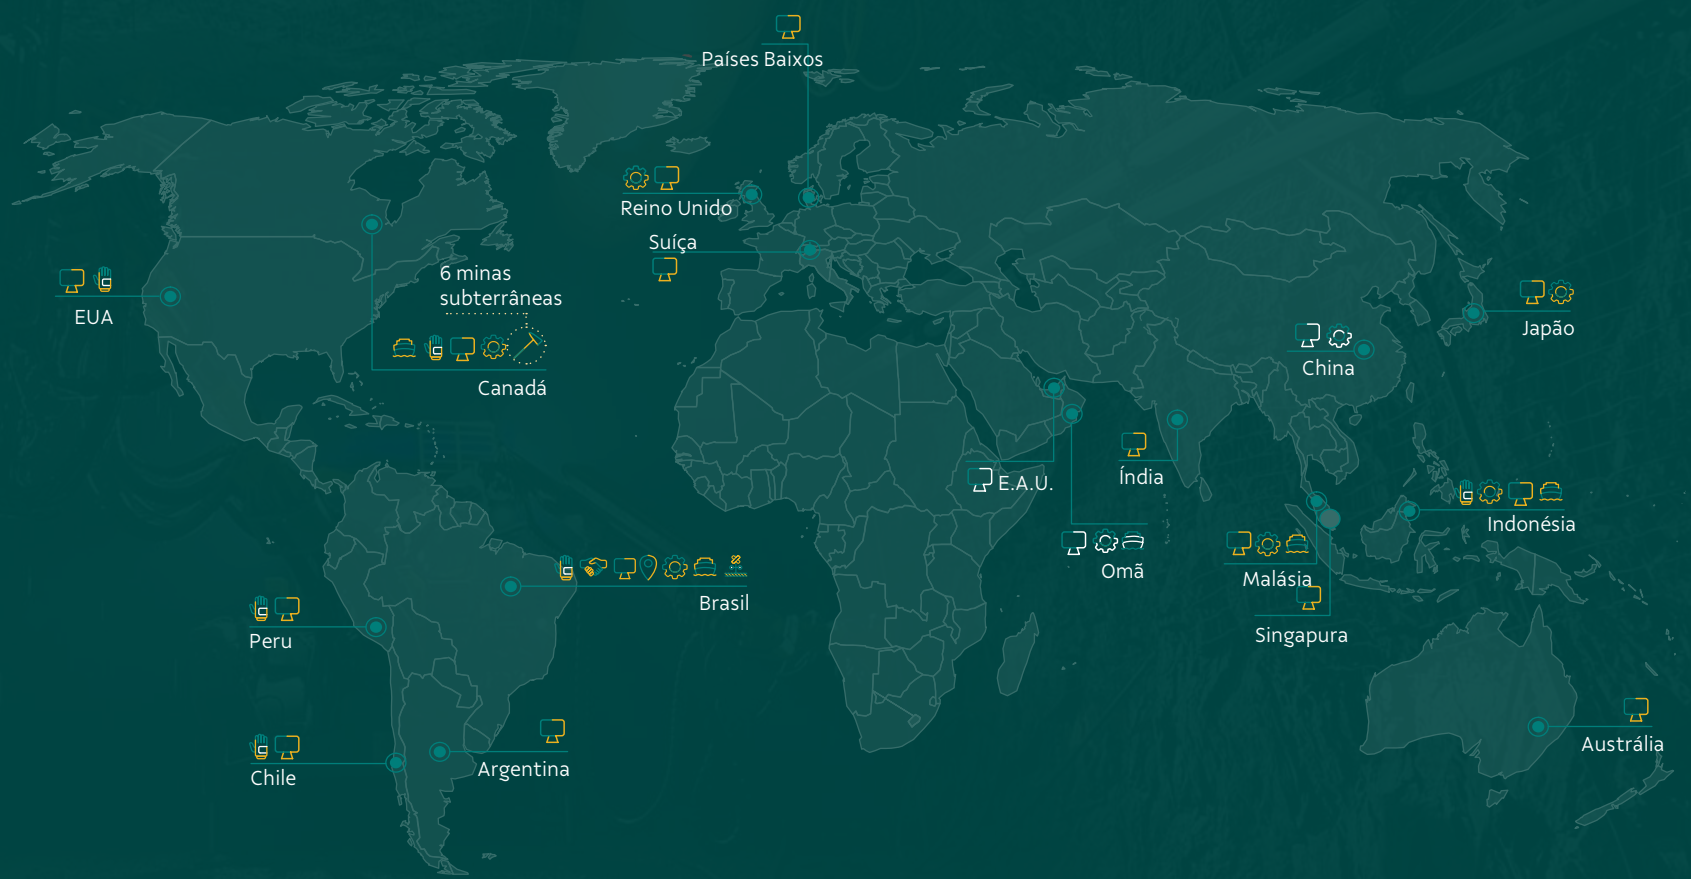 Países Baixos
Reino Unido
Suíça
6 minas
subterrâneas
EUA
Canadá
Japão
China
E.A.U.
Índia
Indonésia
Omã
Malásia
Singapura
Brasil
Peru
Chile
Argentina
Austrália